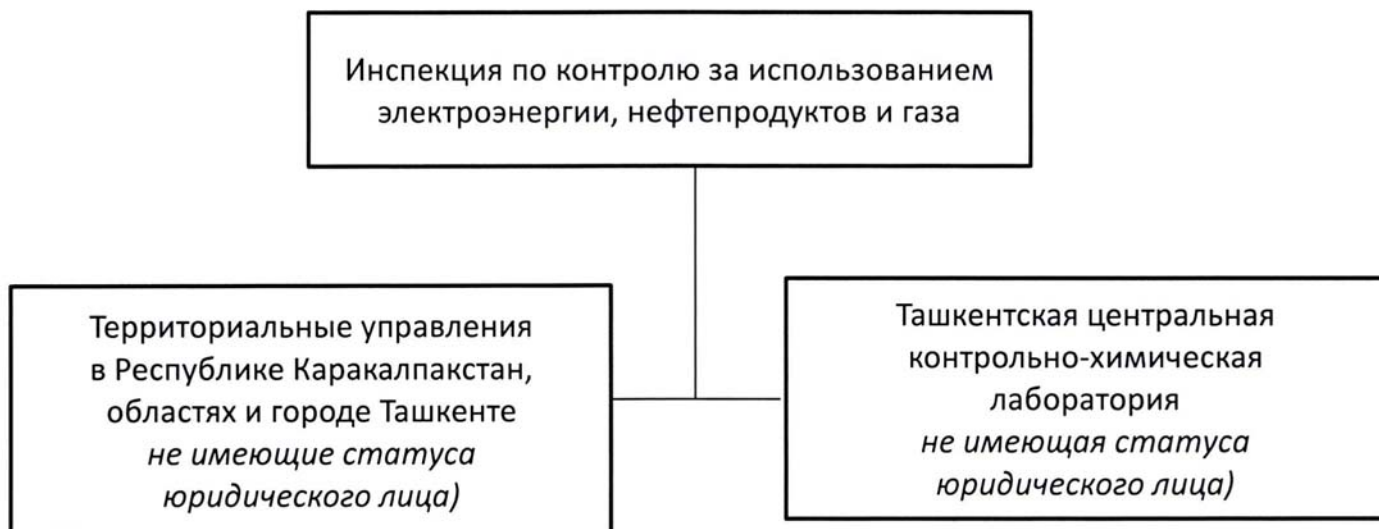 Инспекция по контролю за использованием
электроэнергии, нефтепродуктов и газа
Территориальные управления
в Республике Каракалпакстан,
областях и городе Ташкенте
не имеющие статуса
юридического лица)
Ташкентская центральная
контрольно-химическая
лаборатория
не имеющая статуса
юридического лица)